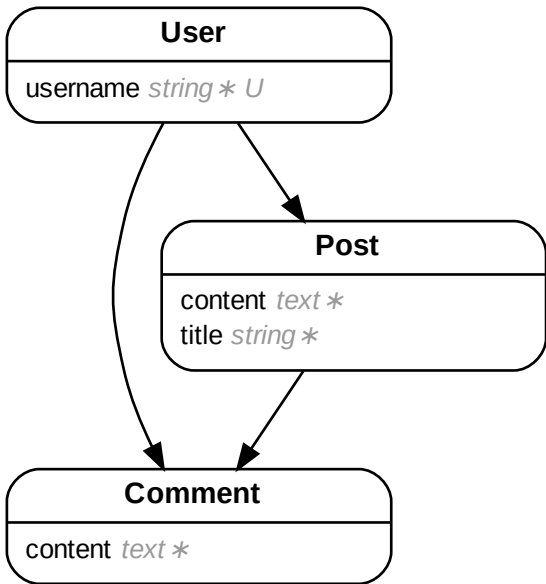 User
username string ∗ U
Post
content text ∗
title string ∗
Comment
content text ∗